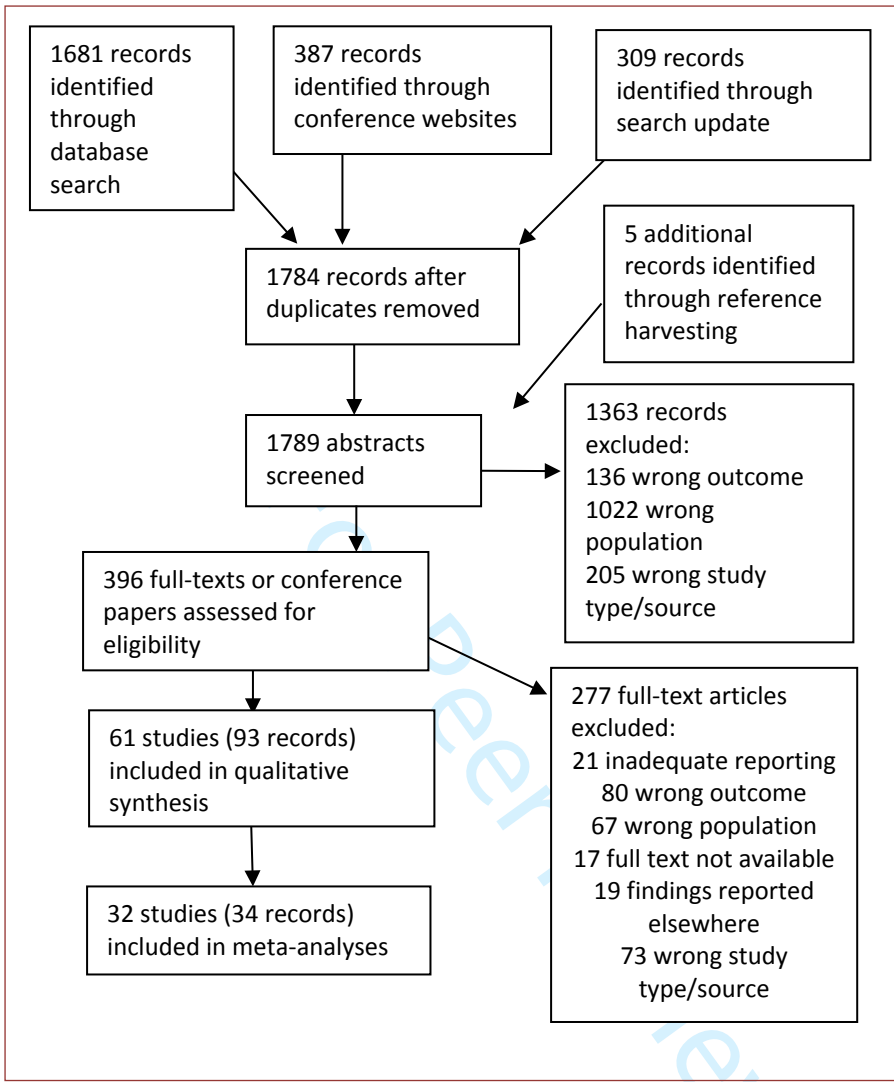 1681 records
identified
through
database
search
387 records
identified through
conference websites
309 records
identified through
search update
1784 records after
duplicates removed
5 additional
records identified
through reference
harvesting
1789 abstracts
screened
1363 records
excluded:
136 wrong outcome
1022 wrong
population
205 wrong study
type/source
396 full-texts or conference
papers assessed for
eligibility
277 full-text articles
excluded:
21 inadequate reporting
80 wrong outcome
67 wrong population
17 full text not available
19 findings reported
elsewhere
73 wrong study
type/source
61 studies (93 records)
included in qualitative
synthesis
32 studies (34 records)
included in meta-analyses